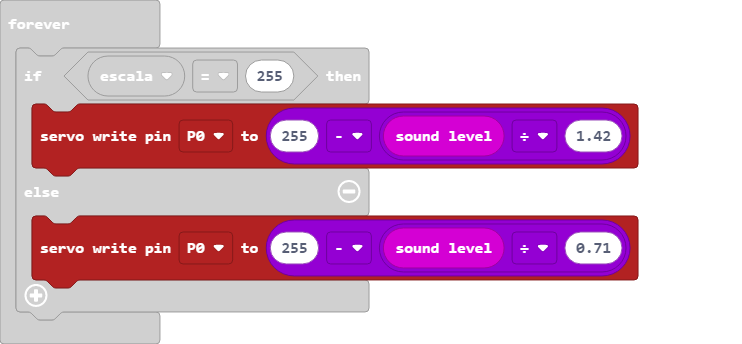 forever
if escala = 255 then
servo write pin P0 to 255 - sound level ÷ 1.42
else
servo write pin P0 to 255 - sound level ÷ 0.71